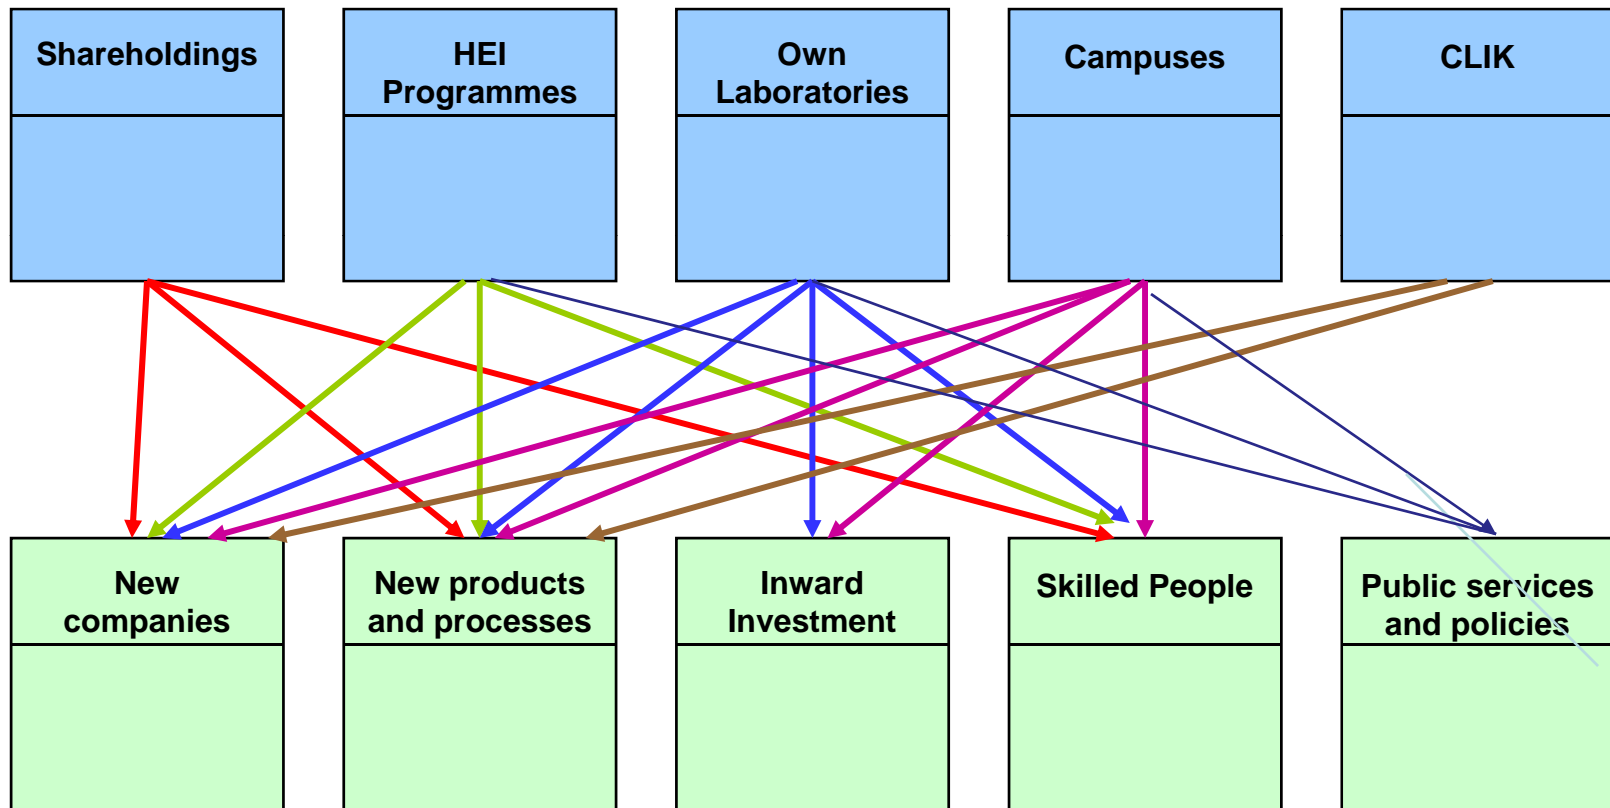 Shareholdings
HEI
Programmes
Own
Laboratories
Campuses
CLIK
New
companies
New products
and processes
Inward
Investment
Skilled People
Public services
and policies